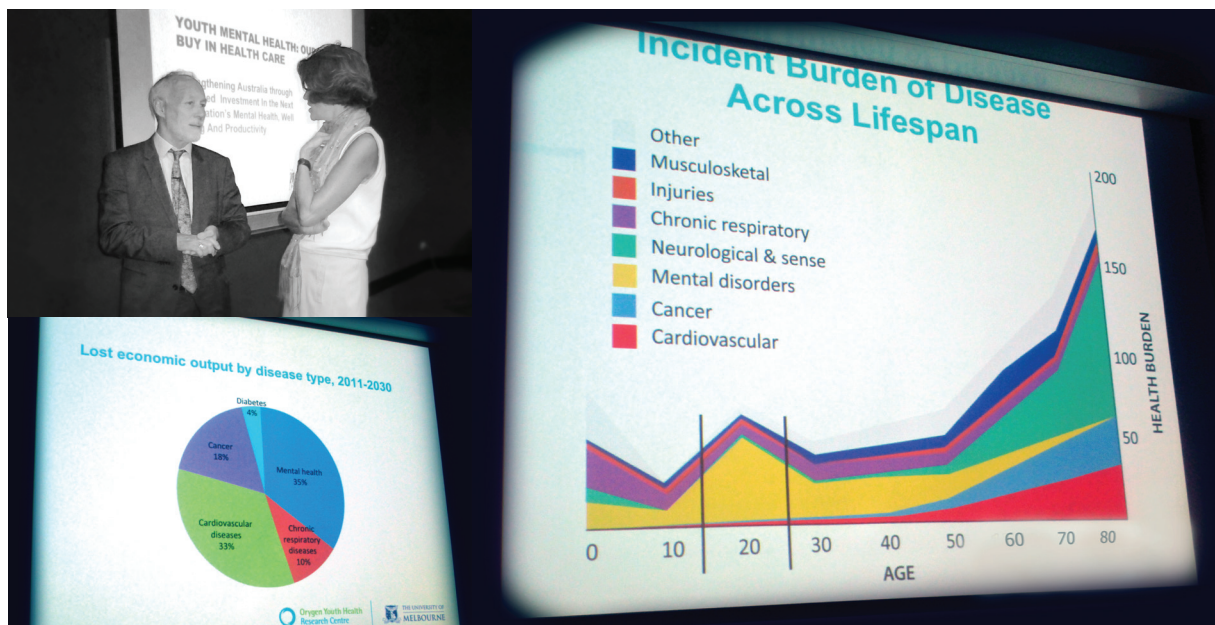 YOUTH MENTAL HEALTH: OU
BUY IN HEALTH CARE
gthening Australia through
ed Investment In the Next
ation's Mental Health, Well
And Productivity
Lost economic output by disease type, 2011-2030
Diabetes
4%
Cancer
18%
Mental health
35%
Cardiovascular
diseases
33%
Chronic
respiratory
diseases
10%
Orygen Youth Health
Research Centre
THE UNIVERSITY OF
MELBOURNE
Incident Burden of Disease
Across Lifespan
Other
Musculosketal
Injuries
Chronic respiratory
Neurological & sense
Mental disorders
Cancer
Cardiovascular
200
150
100
50
HEALTH BURDEN
0 10 20 30 40 50 60 70 80
AGE